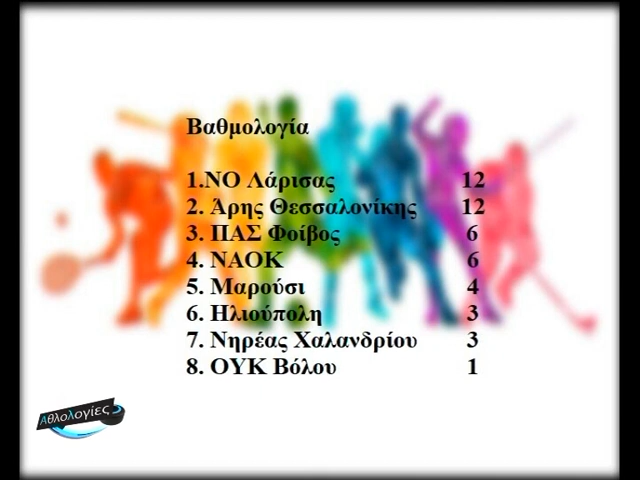 Βαθμολογία
1.ΝΟ Λάρισας 12
2. Άρης Θεσσαλονίκης 12
3. ΠΑΣ Φοίβος 6
4. ΝΑΟΚ 6
5. Μαρούσι 4
6. Ηλιούπολη 3
7. Νηρέας Χαλανδρίου 3
8. ΟΥΚ Βόλου 1
Αθλολογίες